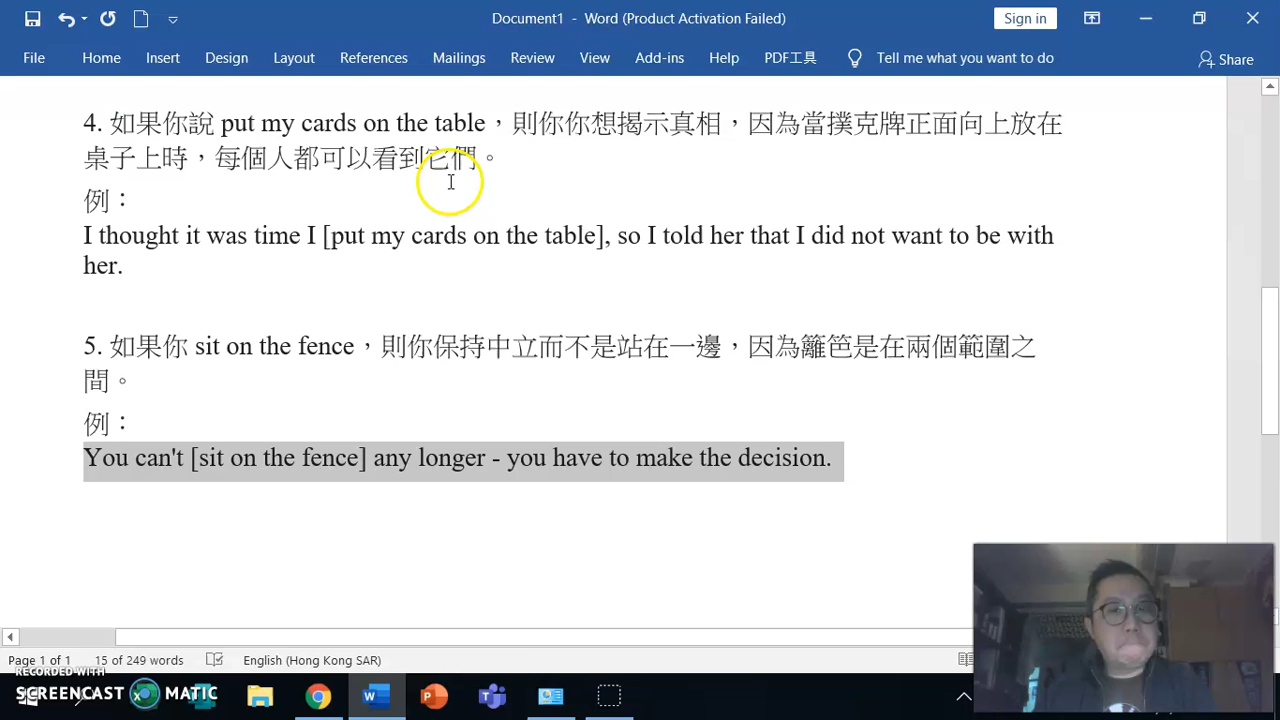 Document1 - Word (Product Activation Failed)
Sign in
File Home Insert Design Layout References Mailings Review View Add-ins Help PDF工具 Tell me what you want to do Share
4. 如果你說 put my cards on the table，則你你想揭示真相，因為當撲克牌正面向上放在
桌子上時，每個人都可以看到它們。
例：
I thought it was time I [put my cards on the table], so I told her that I did not want to be with
her.
5. 如果你 sit on the fence，則你保持中立而不是站在一邊，因為籬笆是在兩個範圍之
間。
例：
You can't [sit on the fence] any longer - you have to make the decision.
Page 1 of 1 15 of 249 words English (Hong Kong SAR)
RECORDED WITH
SCREENCAST MATIC